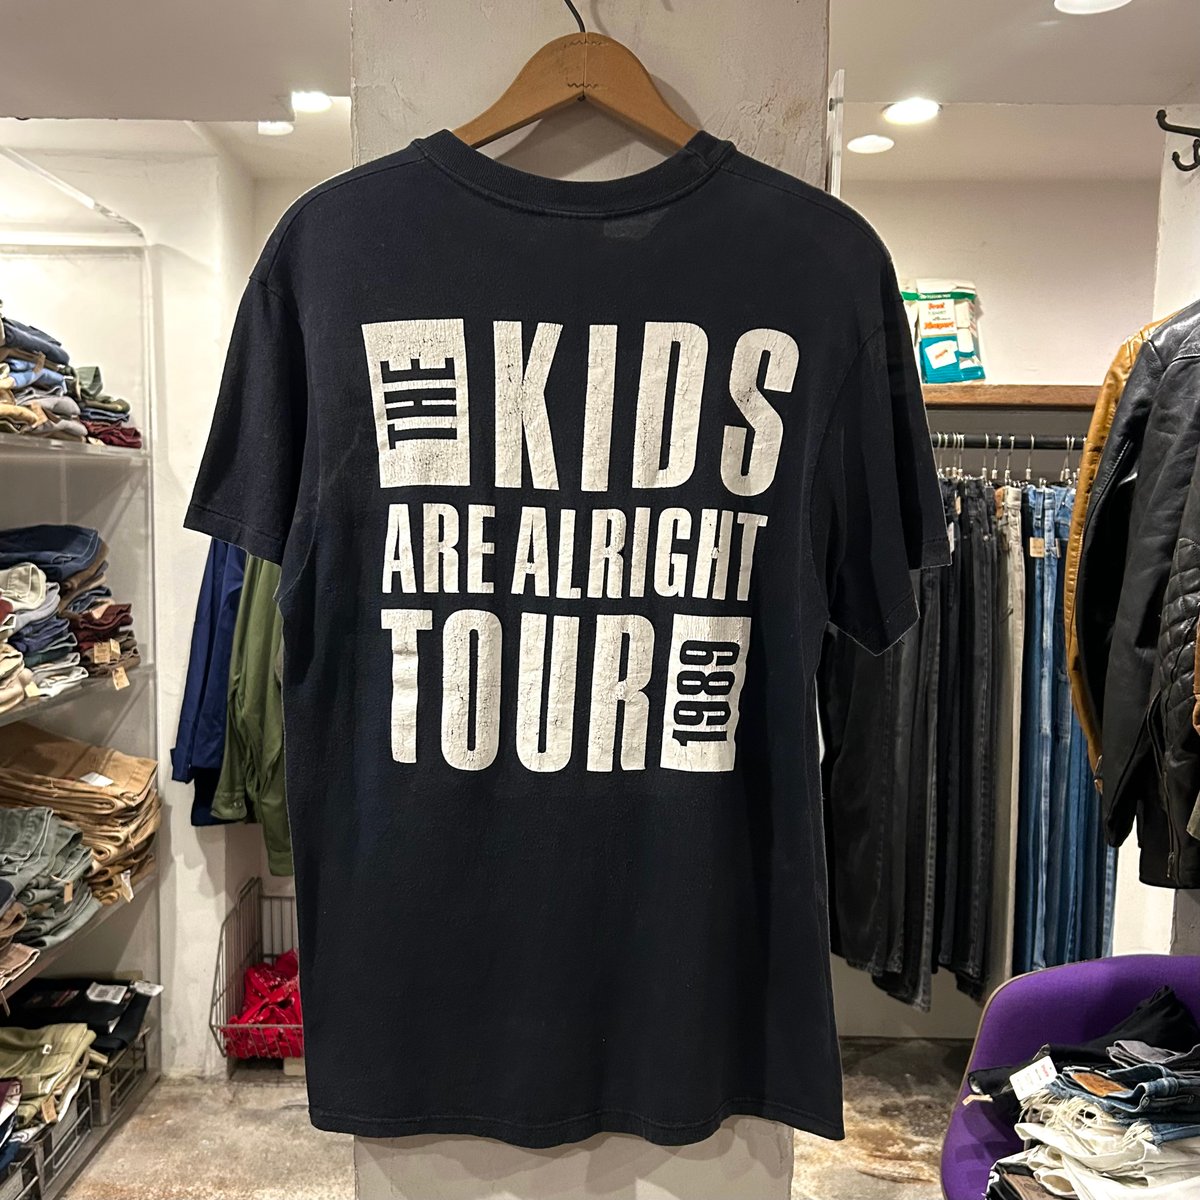 THE KIDS
ARE ALRIGHT
TOUR 1989